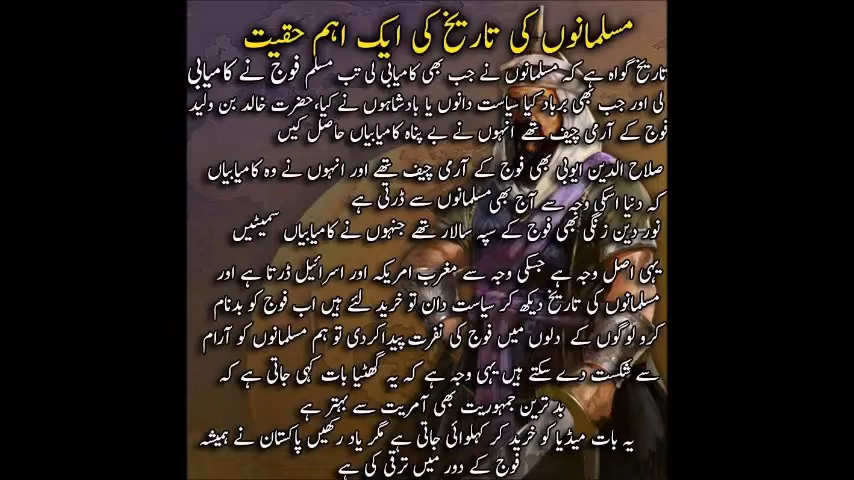 مسلمانوں کی تاریخ کی ایک اہم حقیت
تاریخ گواہ ہے کہ مسلمانوں نے جب بھی کامیابی لی تب مسلم فوج نے کامیابی
لی اور جب بھی برباد کیا سیاست دانوں یا بادشاہوں نے کیا،حضرت خالد بن ولید
فوج کے آرمی چیف تھے انہوں نے بے پناہ کامیابیاں حاصل کیں
صلاح الدین ایوبی بھی فوج کے آرمی چیف تھے اور انہوں نے وہ کامیابیاں
کہ دنیا اسکی وجہ سے آج بھی مسلمانوں سے ڈرتی ہے
نور دین زنگی بھی فوج کے سپہ سالار تھے جنہوں نے کامیابیاں سمیٹیں
یہی اصل وجہ ہے جسکی وجہ سے مغرب امریکہ اور اسرائیل ڈرتا ہے اور
مسلمانوں کی تاریخ دیکھ کر سیاست دان تو خرید لئے ہیں اب فوج کو بدنام
کرو لوگوں کے دلوں میں فوج کی نفرت پیدا کردی تو ہم مسلمانوں کو آرام
سے شکست دے سکتے ہیں یہی وجہ ہے کہ یہ گھٹیا بات کہی جاتی ہے کہ
بد ترین جمہوریت بھی آمریت سے بہتر ہے
یہ بات میڈیا کو خرید کر کہلوائی جاتی ہے مگر یاد رکھیں پاکستان نے ہمیشہ
فوج کے دور میں ترقی کی ہے